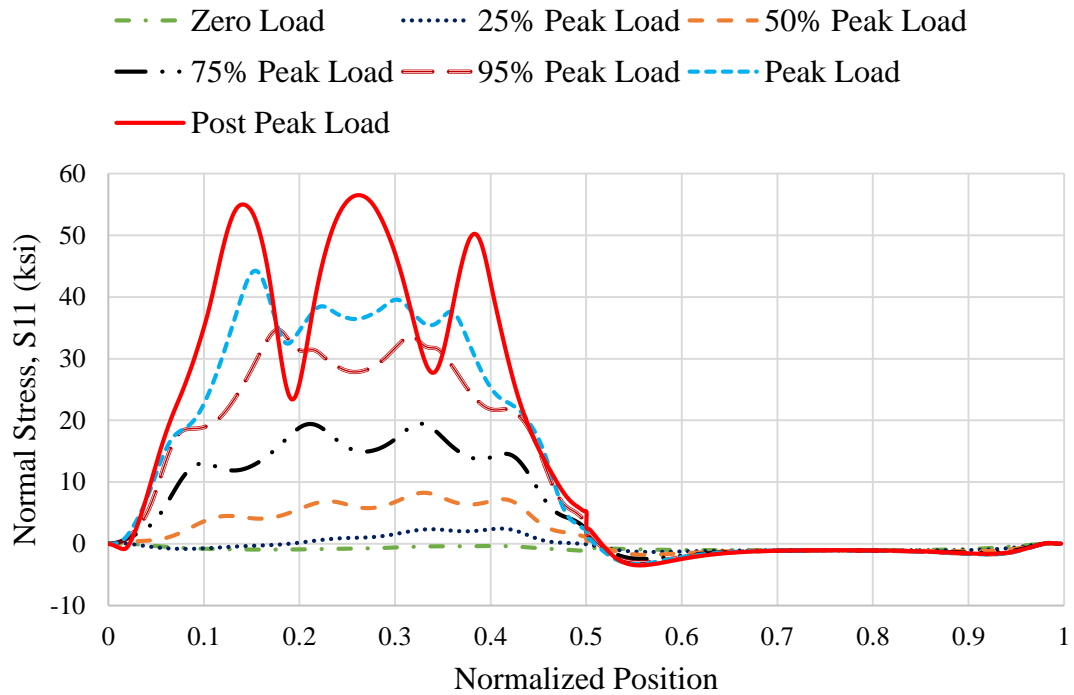 Zero Load 25% Peak Load 50% Peak Load
75% Peak Load 95% Peak Load Peak Load
Post Peak Load
60
50
40
30
20
10
0
-10
Normal Stress, S11 (ksi)
0 0.1 0.2 0.3 0.4 0.5 0.6 0.7 0.8 0.9 1
Normalized Position